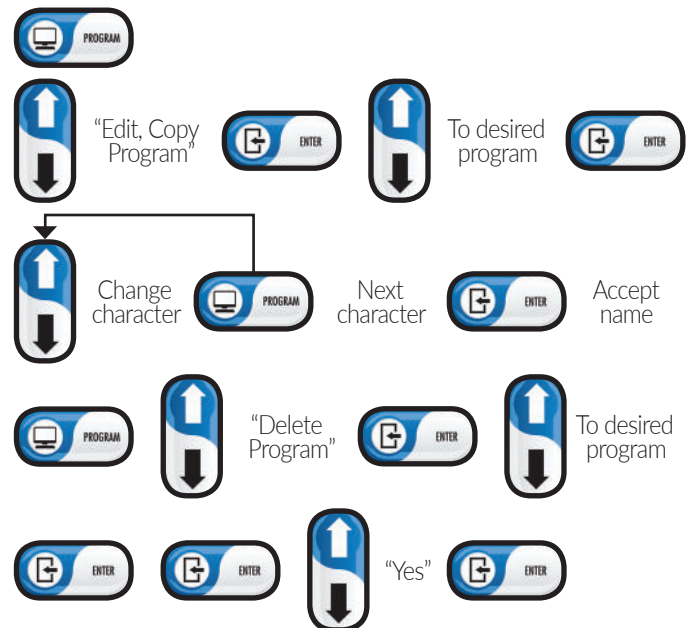 PROGRAM
“Edit, Copy
Program”
ENTER
To desired
program
ENTER
Change
character
PROGRAM
Next
character
ENTER
Accept
name
PROGRAM
“Delete
Program”
ENTER
To desired
program
ENTER
ENTER
“Yes”
ENTER